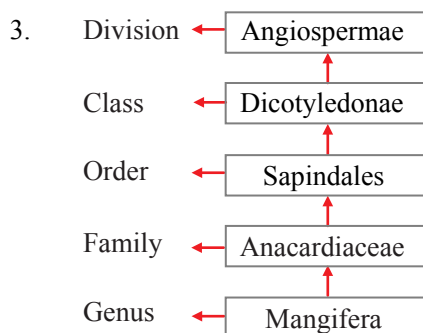 3. Division Angiospermae
Class Dicotyledonae
Order Sapindales
Family Anacardiaceae
Genus Mangifera